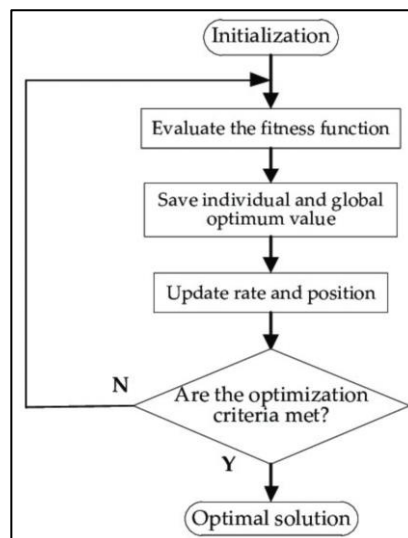 Initialization
Evaluate the fitness function
Save individual and global
optimum value
Update rate and position
N
Are the optimization
criteria met?
Y
Optimal solution